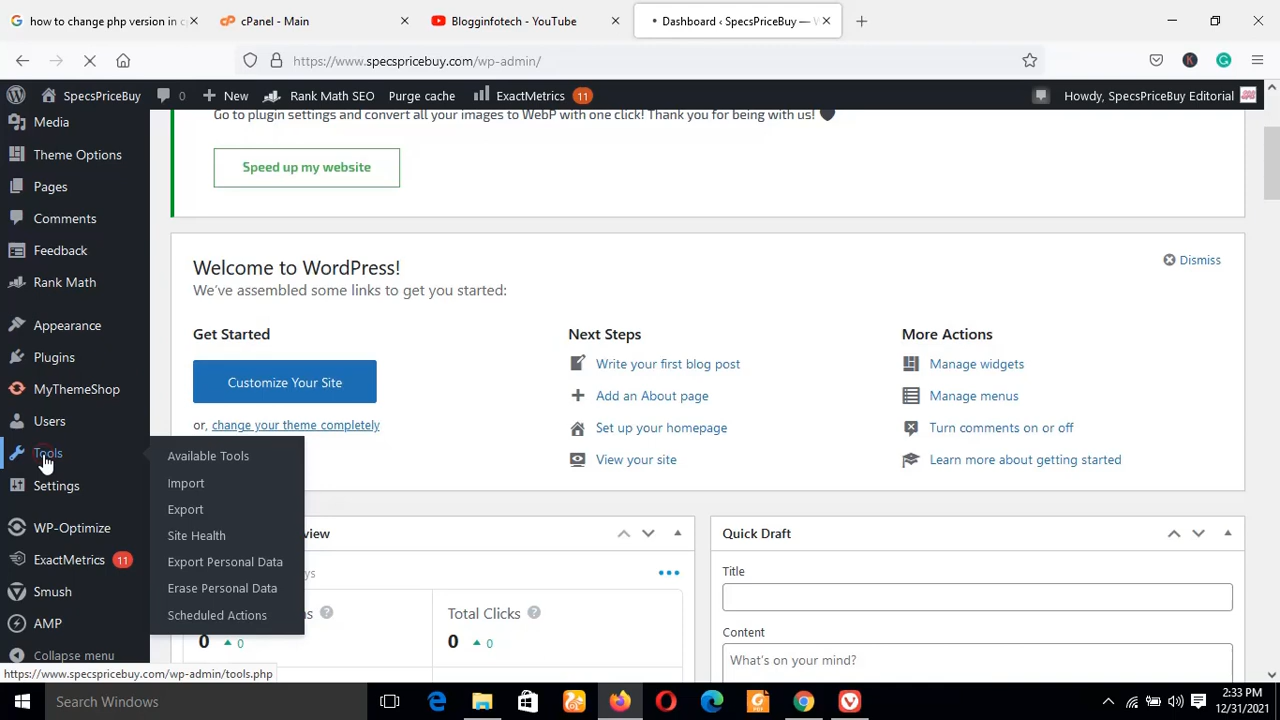 how to change php version in c
cPanel - Main
Blogginfotech - YouTube
Dashboard ‹ SpecsPriceBuy — W
https://www.specspricebuy.com/wp-admin/
SpecsPriceBuy
0
New
Rank Math SEO
Purge cache
ExactMetrics
11
Howdy, SpecsPriceBuy Editorial
Media
Theme Options
Pages
Comments
Feedback
Rank Math
Appearance
Plugins
MyThemeShop
Users
Tools
Settings
WP-Optimize
ExactMetrics 11
Smush
AMP
Collapse menu
Available Tools
Import
Export
Site Health
Export Personal Data
Erase Personal Data
Scheduled Actions
Go to plugin settings and convert all your images to WebP with one click! Thank you for being with us!
Speed up my website
Welcome to WordPress!
Dismiss
We've assembled some links to get you started:
Get Started
Customize Your Site
or, change your theme completely
Next Steps
Write your first blog post
Add an About page
Set up your homepage
View your site
More Actions
Manage widgets
Manage menus
Turn comments on or off
Learn more about getting started
Total Clicks
0
0
0
0
Quick Draft
Title
Content
What's on your mind?
https://www.specspricebuy.com/wp-admin/tools.php
Search Windows
2:33 PM
12/31/2021